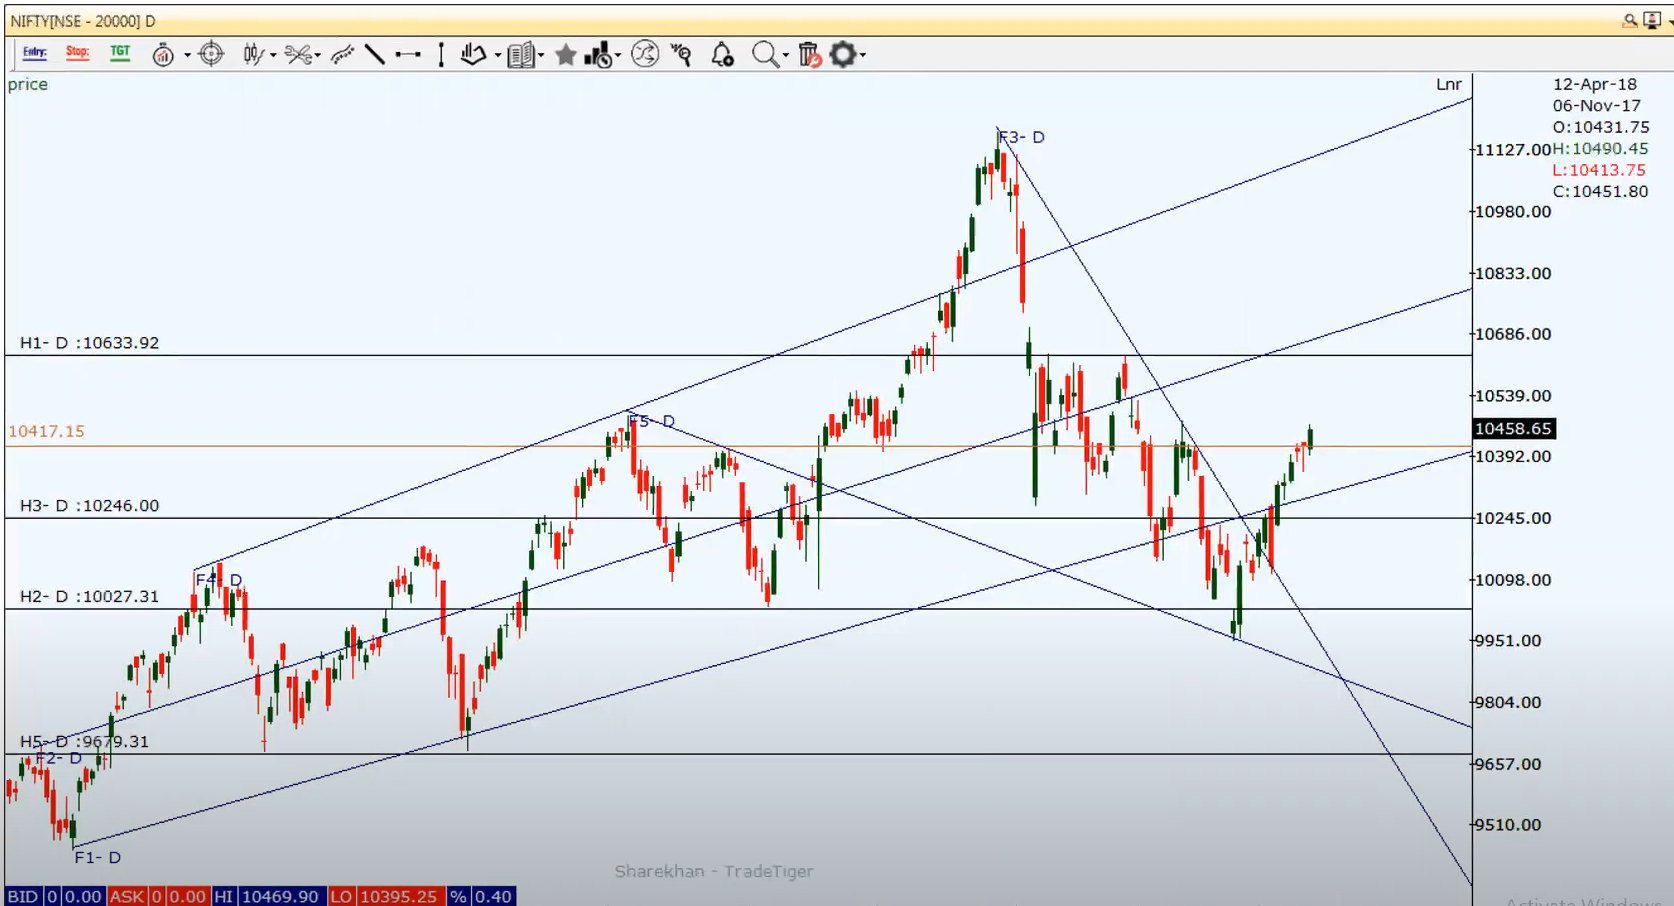 NIFTY[NSE - 20000] D
Entry: Stop: TGT
price
Lnr
12-Apr-18
06-Nov-17
O:10431.75
H:10490.45
L:10413.75
C:10451.80
F3- D
11127.00
10980.00
10833.00
10686.00
H1- D :10633.92
10539.00
F5- D
10417.15
10458.65
10392.00
H3- D :10246.00
10245.00
F4- D
10098.00
H2- D :10027.31
9951.00
9804.00
H5- D :9679.31
F2- D
9657.00
9510.00
F1- D
Sharekhan - TradeTiger
BID 0 0.00 ASK 0 0.00 HI 10469.90 LO 10395.25 % 0.40
Activate Windows